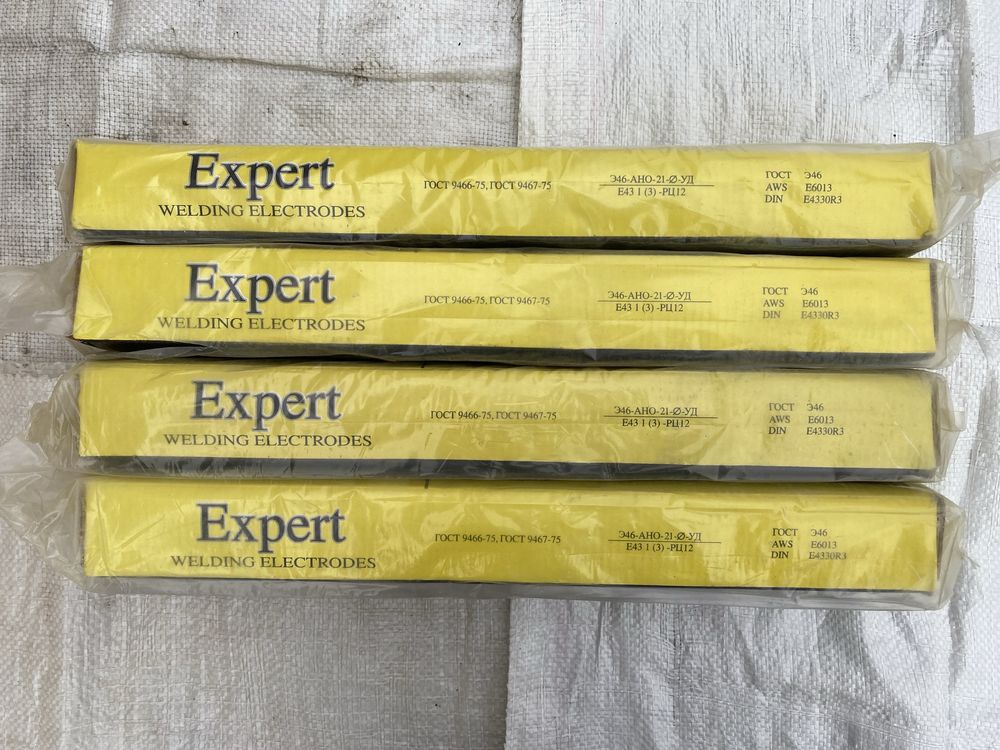 Expert
WELDING ELECTRODES
ГОСТ 9466-75, ГОСТ 9467-75
Э46-АНО-21-Ø-УД
Е43 1 (3) -РЦ12
ГОСТ Э46
AWS E6013
DIN E4330R3
Expert
WELDING ELECTRODES
ГОСТ 9466-75, ГОСТ 9467-75
Э46-АНО-21-Ø-УД
Е43 1 (3) -РЦ12
ГОСТ Э46
AWS E6013
DIN E4330R3
Expert
WELDING ELECTRODES
ГОСТ 9466-75, ГОСТ 9467-75
Э46-АНО-21-Ø-УД
Е43 1 (3) -РЦ12
ГОСТ Э46
AWS E6013
DIN E4330R3
Expert
WELDING ELECTRODES
ГОСТ 9466-75, ГОСТ 9467-75
Э46-АНО-21-Ø-УД
Е43 1 (3) -РЦ12
ГОСТ Э46
AWS E6013
DIN E4330R3